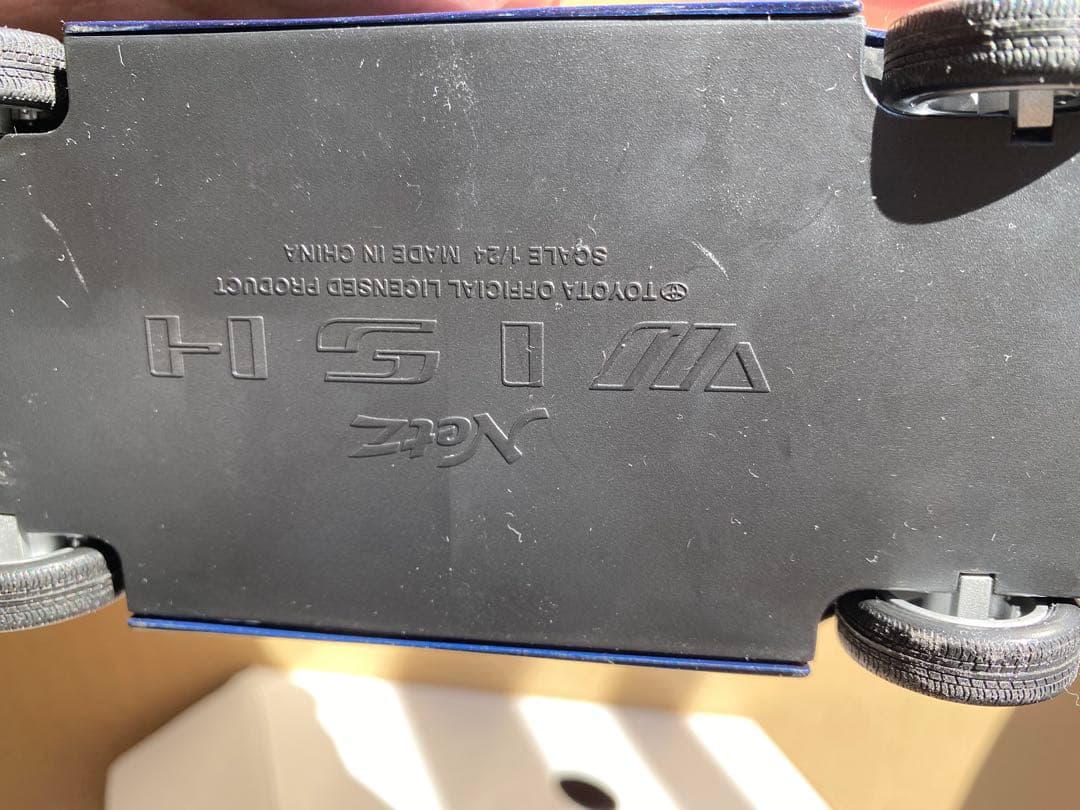 Netz
WISH
TOYOTA OFFICIAL LICENSED PRODUCT
SCALE 1/24 MADE IN CHINA